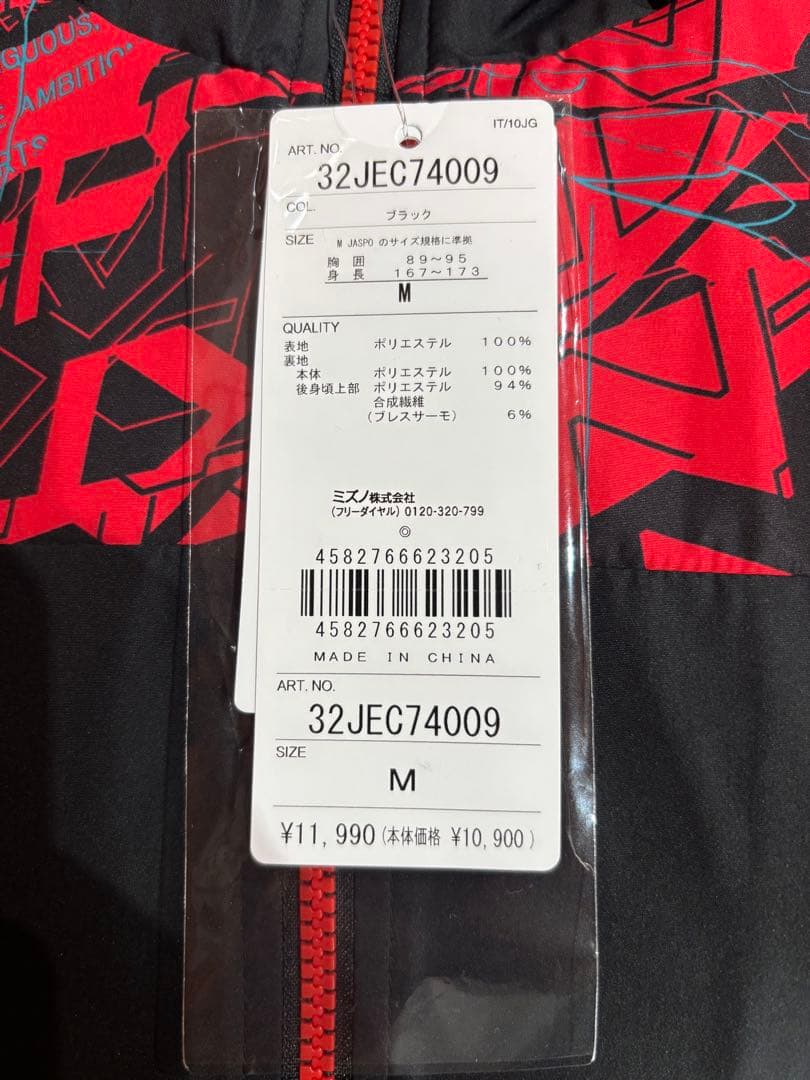 GUOUS,
AMBITIO
RTS
IT/10JG
ART. NO.
32JEC74009
COL.
ブラック
SIZE M JASPO のサイズ規格に準拠
胸 囲 89~95
身 長 167~173
M
QUALITY
表地 ポリエステル 100%
裏地
本体 ポリエステル 100%
後身頃上部 ポリエステル 94%
合成繊維
(ブレスサーモ) 6%
ミズノ株式会社
(フリーダイヤル) 0120-320-799
◎
4582766623205
4582766623205
MADE IN CHINA
ART. NO.
32JEC74009
SIZE
M
¥11,990(本体価格 ¥10,900)